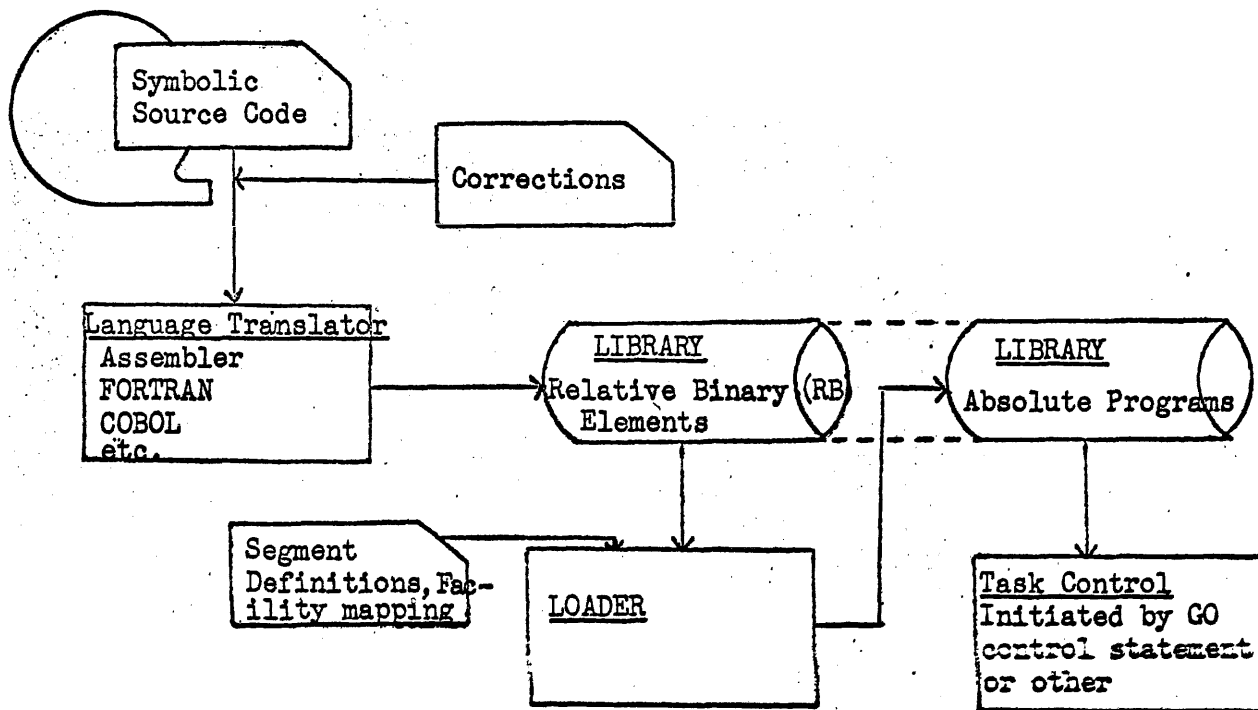 Symbolic
Source Code
Corrections
Language Translator
Assembler
FORTRAN
COBOL
etc.
LIBRARY
Relative Binary (RB)
Elements
LIBRARY
Absolute Programs
Segment
Definitions, Fac-
ility mapping
LOADER
Task Control
Initiated by GO
control statement
or other